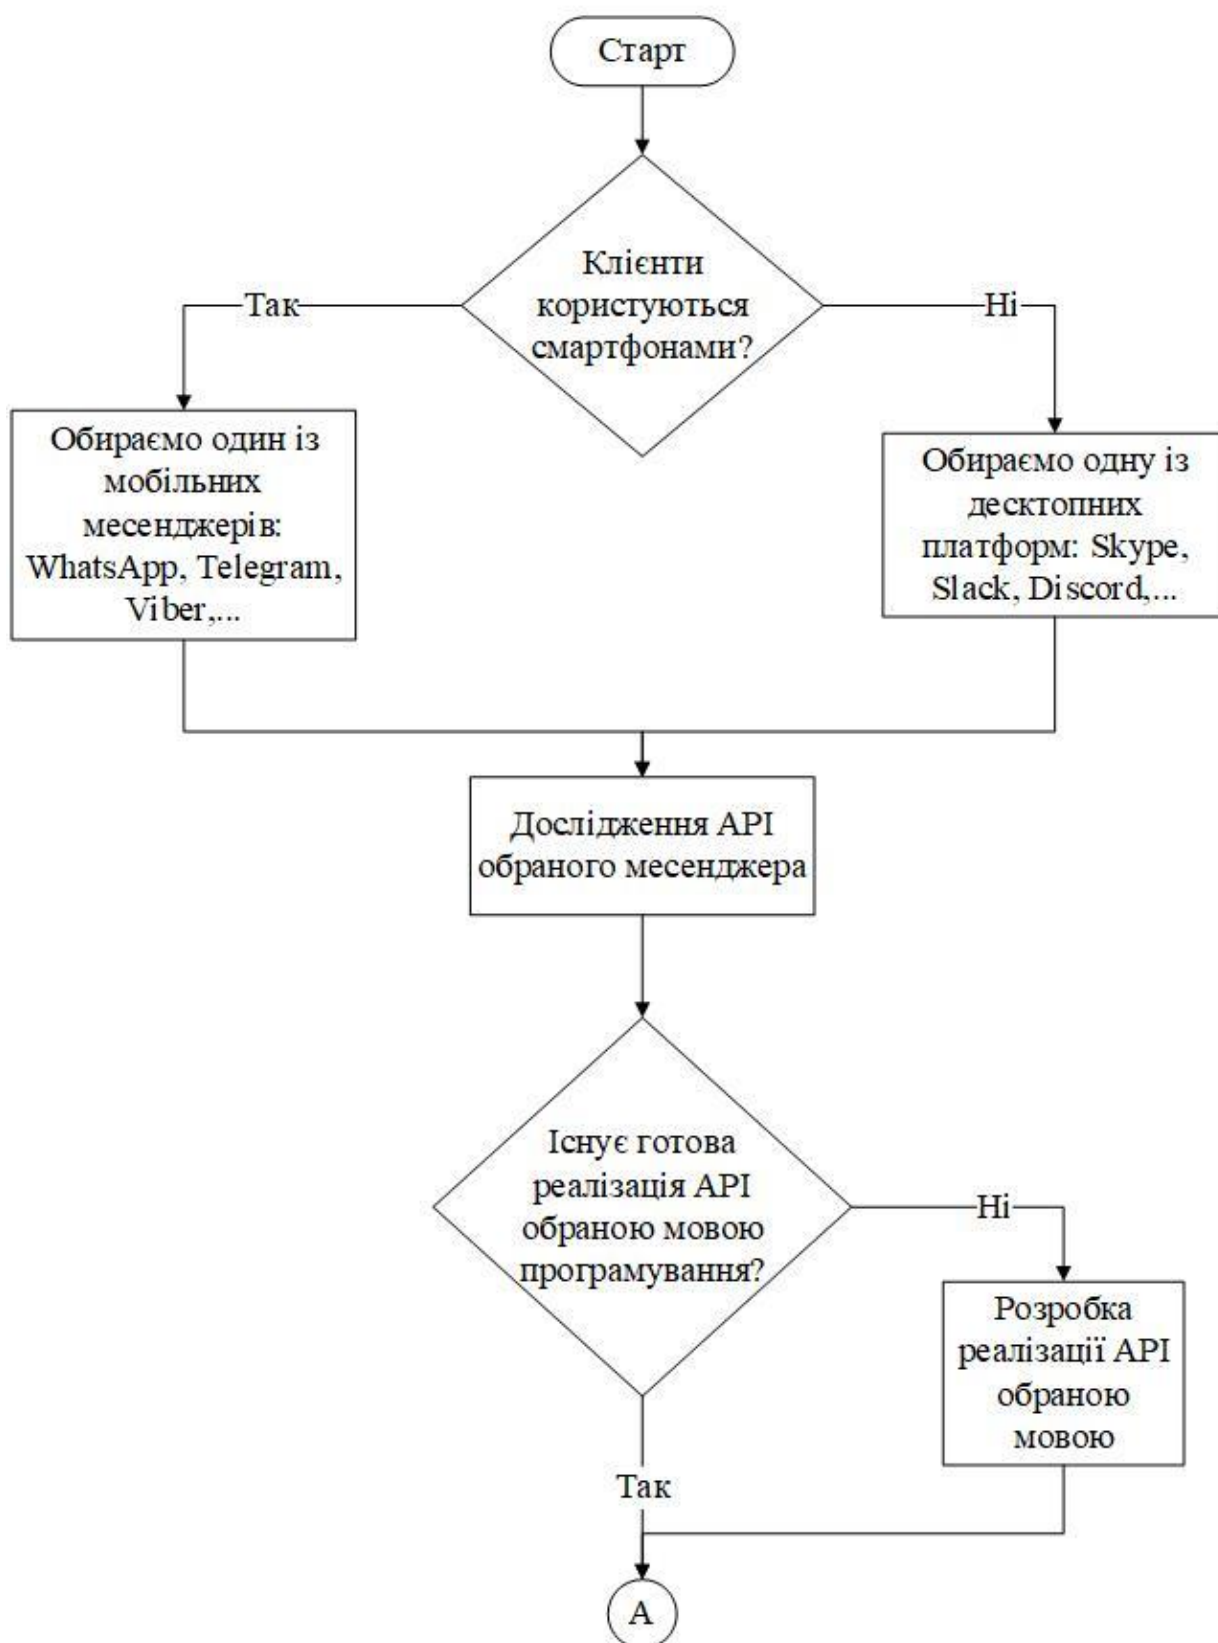 Старт
Клієнти
користуються
смартфонами?
Так
Ні
Обираємо один із
мобільних
месенджерів:
WhatsApp, Telegram,
Viber,...
Обираємо одну із
десктопних
платформ: Skype,
Slack, Discord,...
Дослідження API
обраного месенджера
Існує готова
реалізація API
обраною мовою
програмування?
Ні
Розробка
реалізації API
обраною
мовою
Так
А